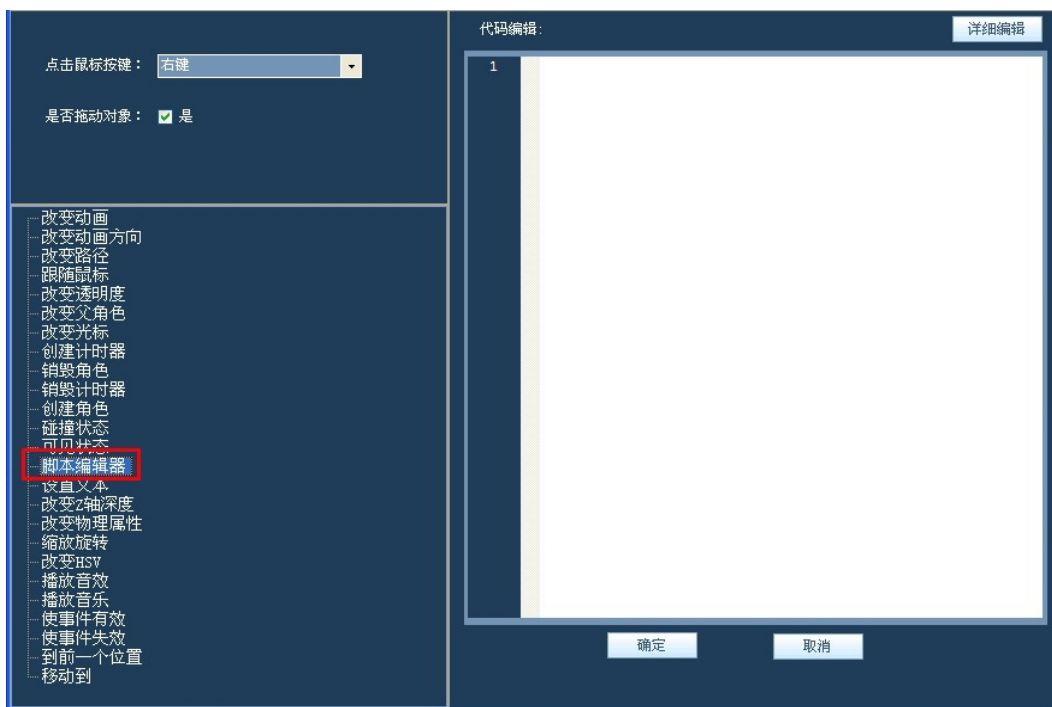 点击鼠标按键： 右键
是否拖动对象： 是
改变动画
改变动画方向
改变路径
跟随鼠标
改变透明度
改变父角色
改变光标
创建计时器
销毁角色
销毁计时器
创建角色
碰撞状态
可见状态
脚本编辑器
设置文本
改变Z轴深度
改变物理属性
缩放旋转
改变HSV
播放音效
播放音乐
使事件有效
使事件失效
到前一个位置
移动到
代码编辑:
详细编辑
1
确定
取消